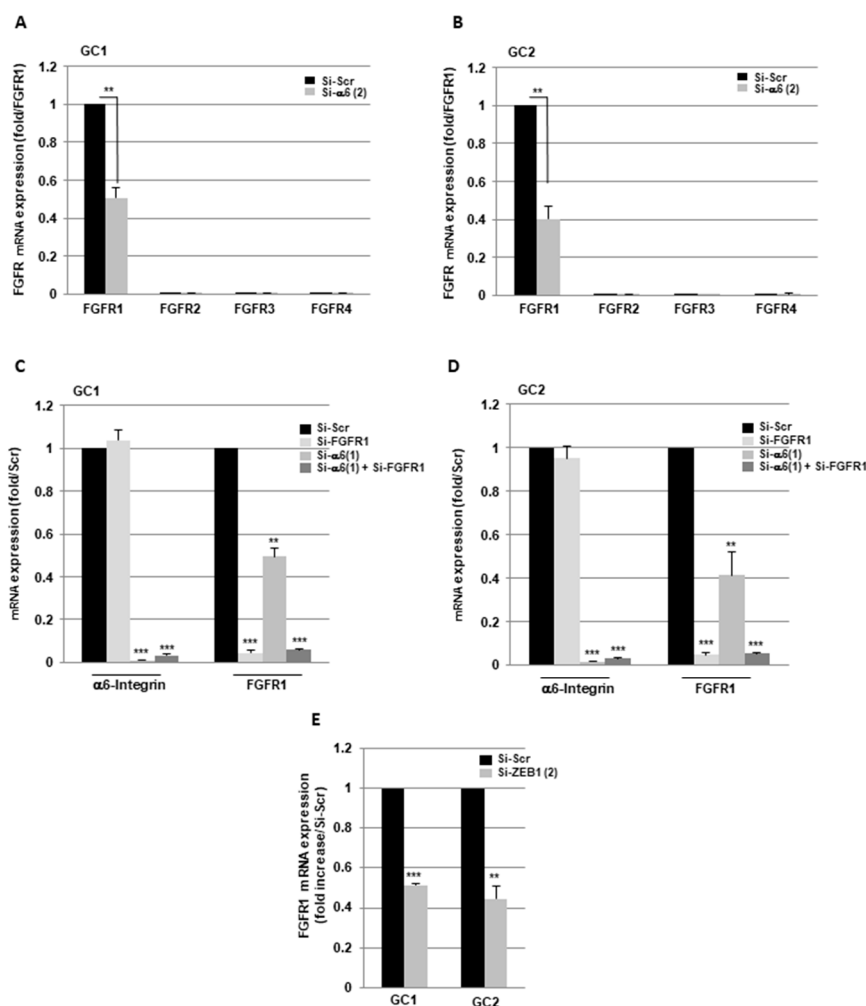 A
GC1
FGFR mRNA expression (fold/FGFR1)
1.2
1
0.8
0.6
0.4
0.2
0
**
Si-Scr
Si-α6 (2)
FGFR1 FGFR2 FGFR3 FGFR4
B
GC2
FGFR mRNA expression (fold/FGFR1)
1.2
1
0.8
0.6
0.4
0.2
0
**
Si-Scr
Si-α6 (2)
FGFR1 FGFR2 FGFR3 FGFR4
C
GC1
mRNA expression (fold/Scr)
1.2
1
0.8
0.6
0.4
0.2
0
Si-Scr
Si-FGFR1
Si-α6(1)
Si-α6(1) + Si-FGFR1
*** *** *** ** ***
α6-Integrin FGFR1
D
GC2
mRNA expression (fold/Scr)
1.2
1
0.8
0.6
0.4
0.2
0
Si-Scr
Si-FGFR1
Si-α6(1)
Si-α6(1) + Si-FGFR1
*** *** *** ** ***
α6-Integrin FGFR1
E
FGFR1 mRNA expression
(fold increase/Si-Scr)
1.2
1
0.8
0.6
0.4
0.2
0
Si-Scr
Si-ZEB1 (2)
*** **
GC1 GC2